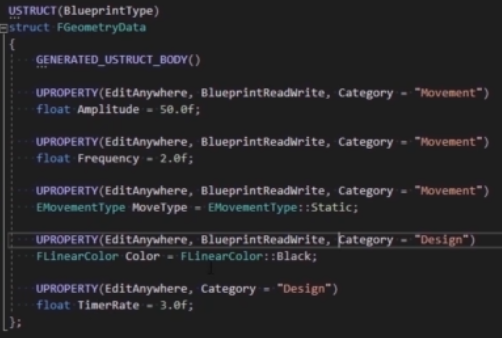 USTRUCT(BlueprintType)
struct FGeometryData
{
GENERATED_USTRUCT_BODY()
UPROPERTY(EditAnywhere, BlueprintReadWrite, Category = "Movement")
float Amplitude = 50.0f;
UPROPERTY(EditAnywhere, BlueprintReadWrite, Category = "Movement")
float Frequency = 2.0f;
UPROPERTY(EditAnywhere, BlueprintReadWrite, Category = "Movement")
EMovementType MoveType = EMovementType::Static;
UPROPERTY(EditAnywhere, BlueprintReadWrite, Category = "Design")
FLinearColor Color = FLinearColor::Black;
UPROPERTY(EditAnywhere, Category = "Design")
float TimerRate = 3.0f;
};